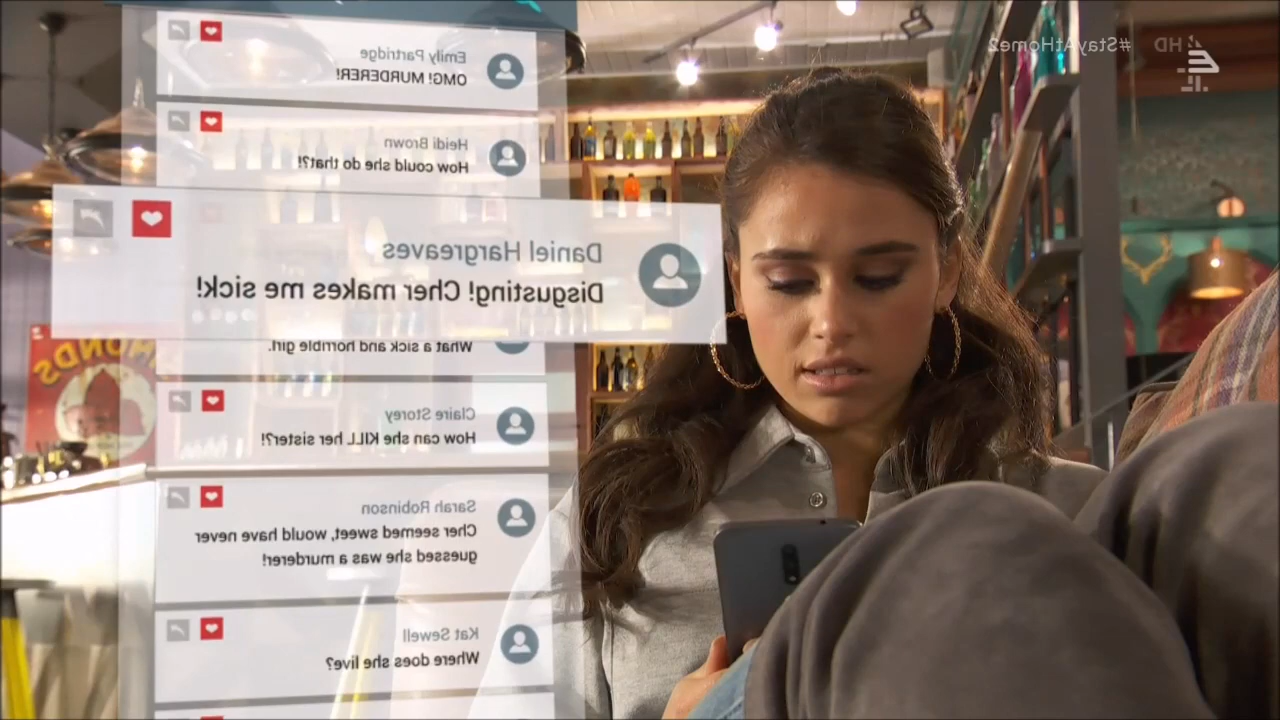 #StayAtHome2
HD
Emily Partridge
OMG! MURDERER!
Heidi Brown
How could she do that?!
Daniel Hargreaves
Disgusting! Cher makes me sick!
What a sick and horrible girl.
Claire Storey
How can she KILL her sister?!
Sarah Robinson
Cher seemed sweet, would have never
guessed she was a murderer!
Kat Sewell
Where does she live?